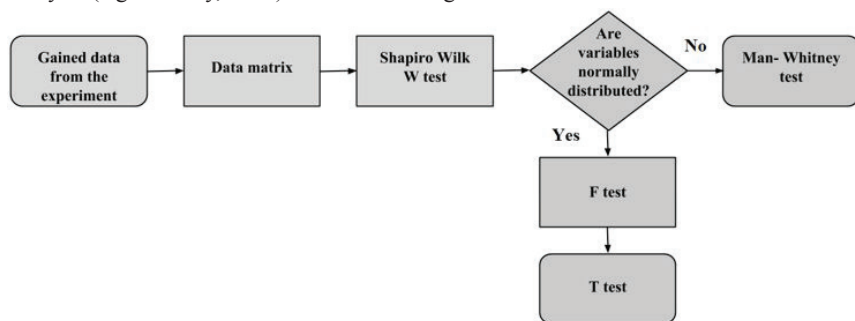 Gained data
from the
experiment
Data matrix
Shapiro Wilk
W test
Are
variables
normally
distributed?
No
Man- Whitney
test
Yes
F test
T test